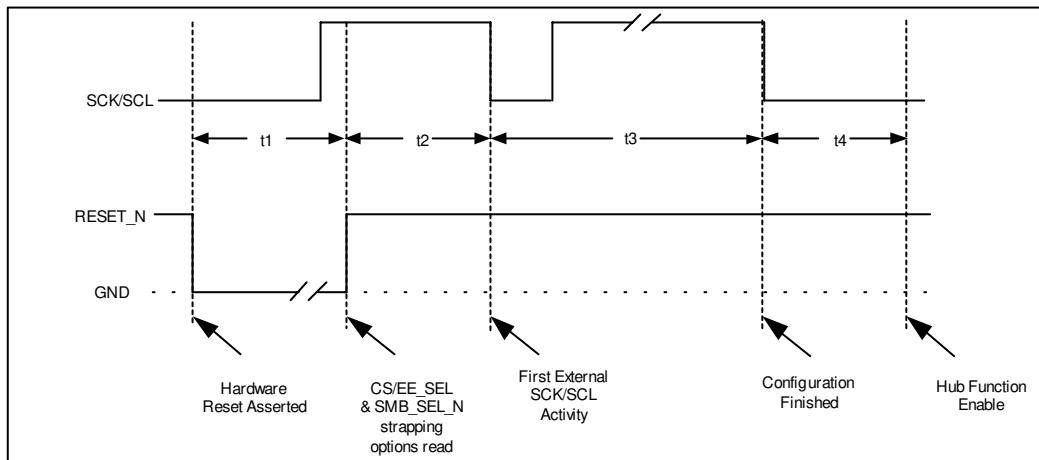 SCK/SCL
t1
t2
t3
t4
RESET_N
GND
Hardware
Reset Asserted
CS/EE_SEL
& SMB_SEL_N
strapping
options read
First External
SCK/SCL
Activity
Configuration
Finished
Hub Function
Enable